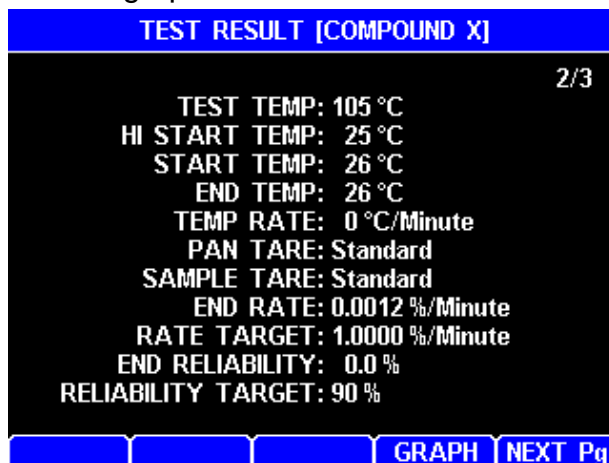 TEST RESULT [COMPOUND X]
2/3
TEST TEMP: 105 °C
HI START TEMP: 25 °C
START TEMP: 26 °C
END TEMP: 26 °C
TEMP RATE: 0 °C/Minute
PAN TARE: Standard
SAMPLE TARE: Standard
END RATE: 0.0012 %/Minute
RATE TARGET: 1.0000 %/Minute
END RELIABILITY: 0.0 %
RELIABILITY TARGET: 90 %
GRAPH NEXT Pg